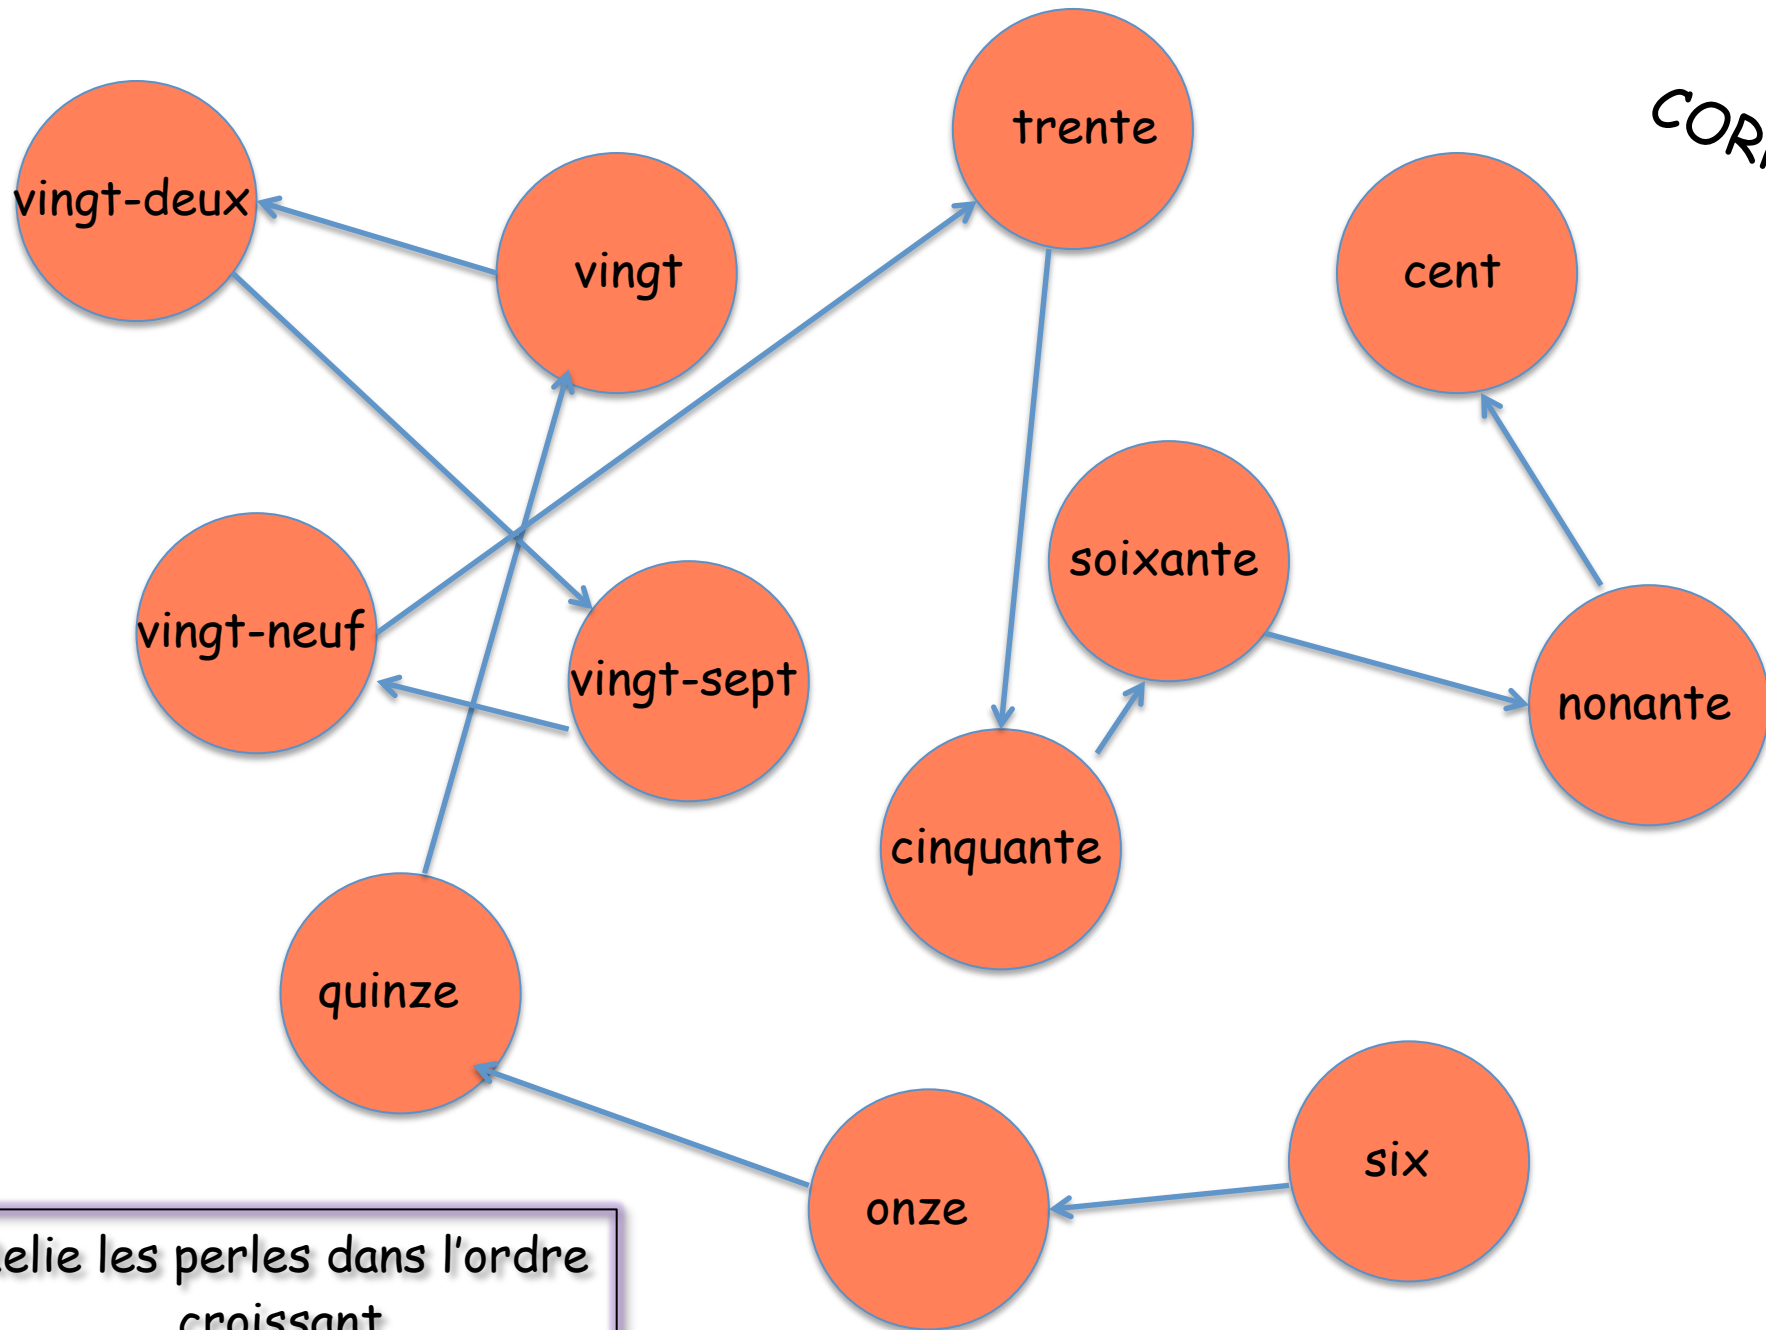 trente
vingt-deux
vingt
cent
soixante
vingt-neuf
vingt-sept
nonante
cinquante
quinze
six
onze
les perles dans l'ordre
croissant